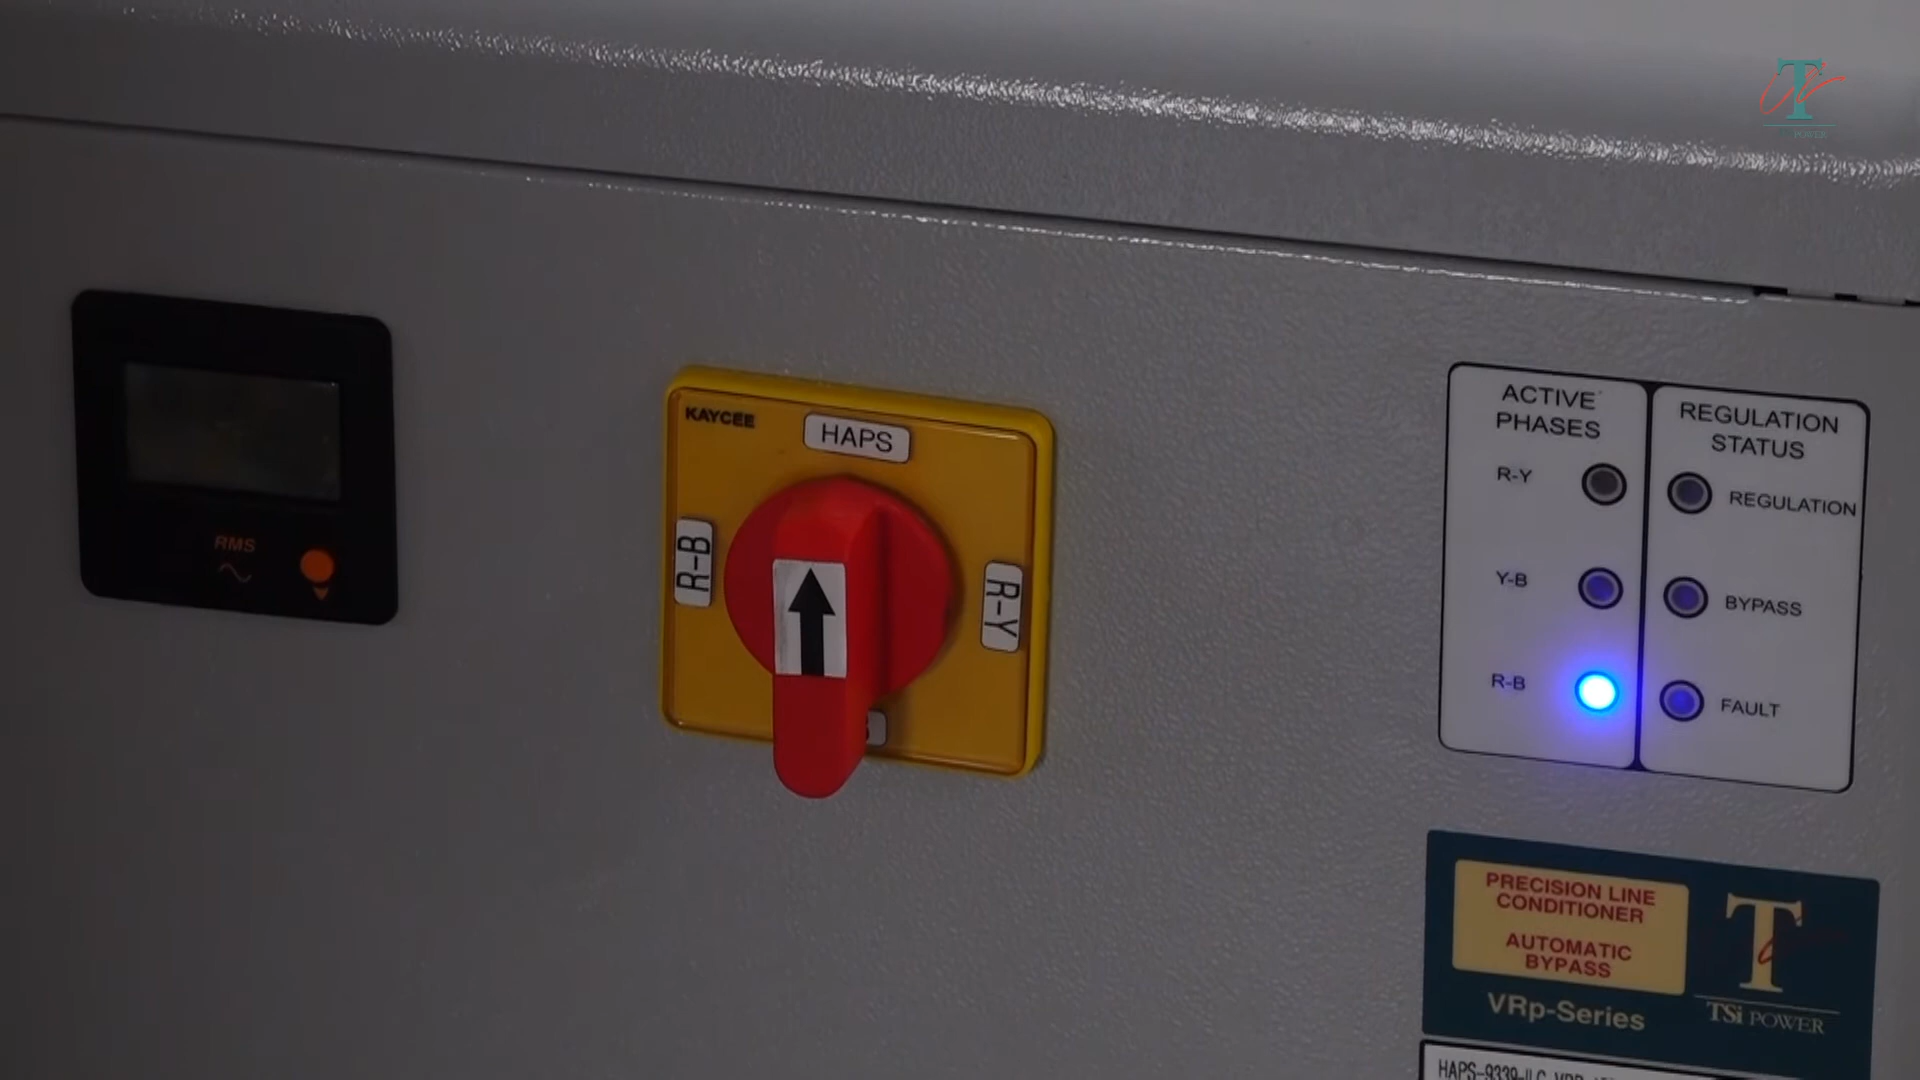 POWER
RMS
KAYCEE
HAPS
R-B
R-Y
ACTIVE
PHASES
R-Y
Y-B
R-B
REGULATION
STATUS
REGULATION
BYPASS
FAULT
PRECISION LINE
CONDITIONER
AUTOMATIC
BYPASS
VRp-Series
TSi POWER